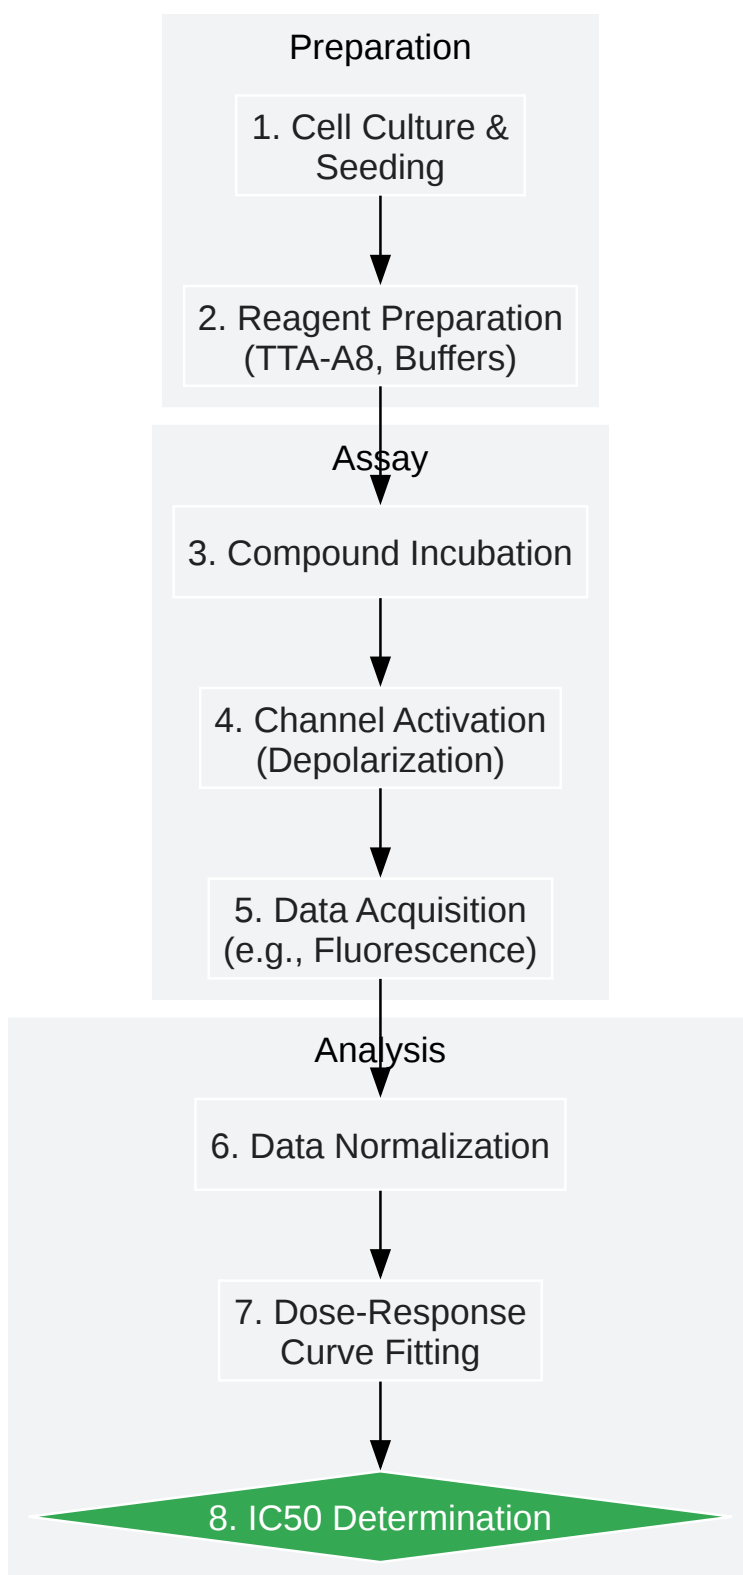 Preparation
1. Cell Culture &
Seeding
2. Reagent Preparation
(TTA-A8, Buffers)
Assay
3. Compound Incubation
4. Channel Activation
(Depolarization)
5. Data Acquisition
(e.g., Fluorescence)
Analysis
6. Data Normalization
7. Dose-Response
Curve Fitting
8. IC50 Determination